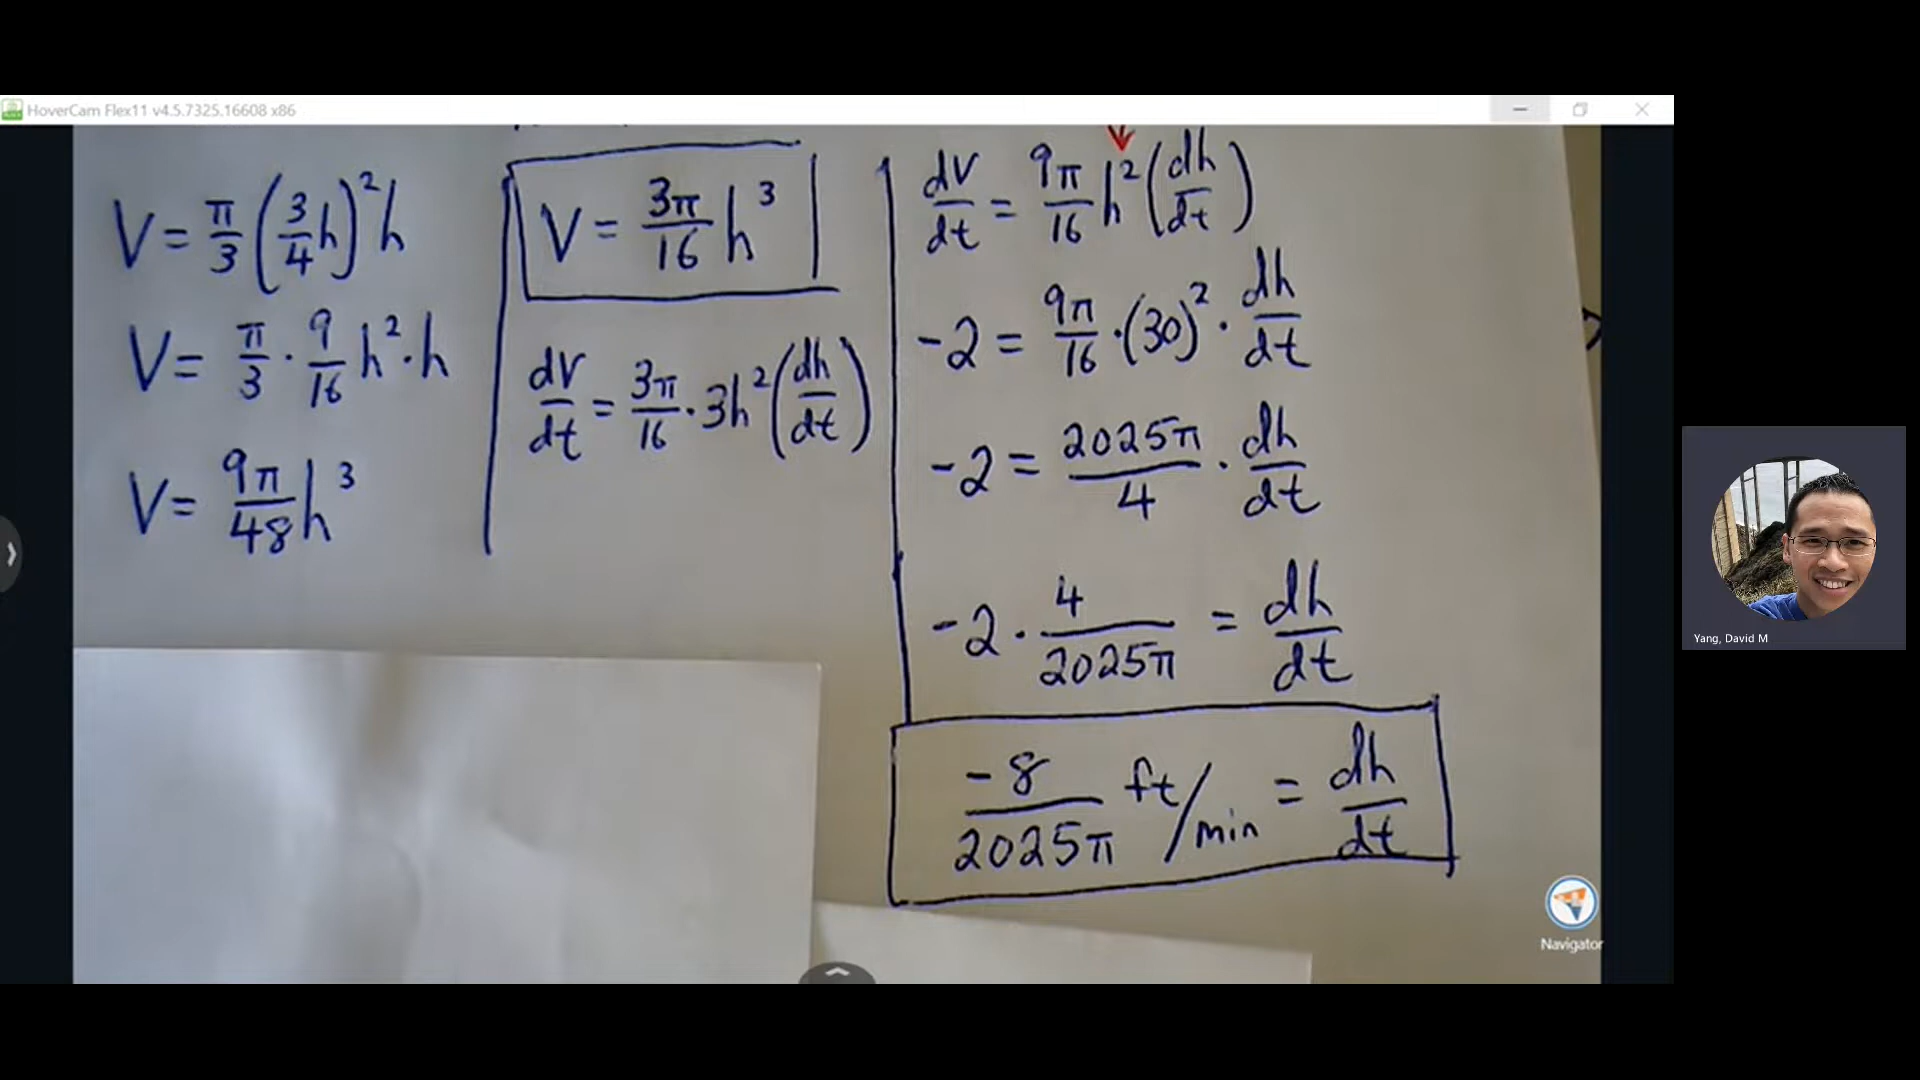 HoverCam Flex11 v4.5.7325.16608 x86
V = π/3 (3/4 h)² h
V = π/3 · 9/16 h² · h
V = 9π/48 h³
V = 3π/16 h³
dV/dt = 3π/16 · 3h² (dh/dt)
dV/dt = 9π/16 h² (dh/dt)
-2 = 9π/16 · (30)² · dh/dt
-2 = 2025π/4 · dh/dt
-2 · 4/2025π = dh/dt
-8/2025π ft/min = dh/dt
Navigator
Yang, David M